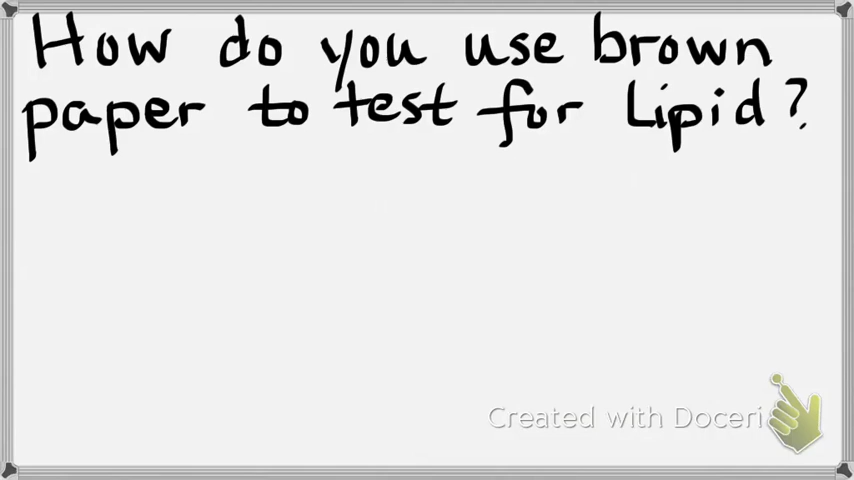 How do you use brown
paper to test for Lipid?
Created with Doceri